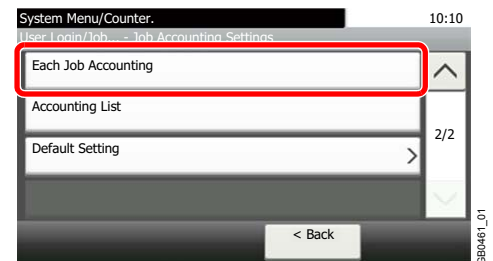 System Menu/Counter. 10:10
User Login/Job... - Job Accounting Settings
Each Job Accounting
Accounting List
2/2
Default Setting
< Back
GB0461_01